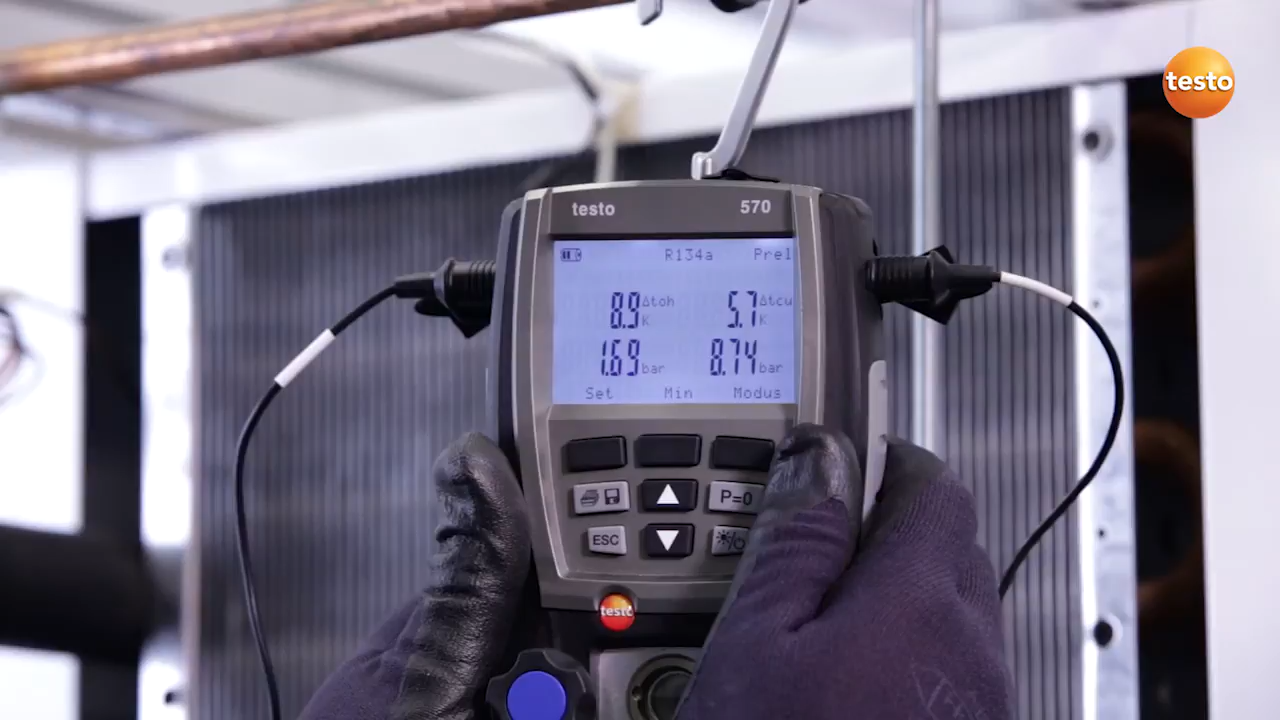 testo
testo 570
R134a Prel
8.9 Δtoh K 5.7 Δtcu K
1.69 bar 8.74 bar
Set Min Modus
P=0
ESC
testo